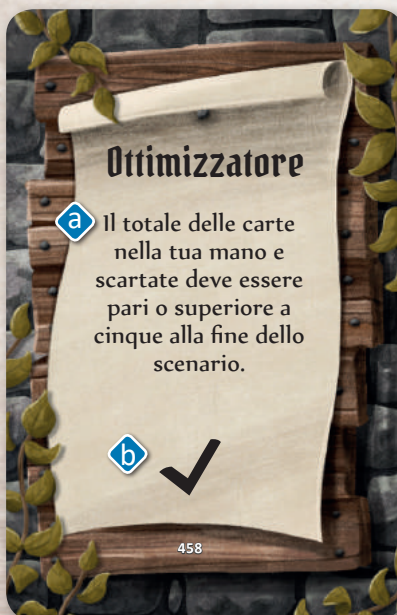 Ottimizzatore
a
Il totale delle carte
nella tua mano e
scartate deve essere
pari o superiore a
cinque alla fine dello
scenario.
b
458